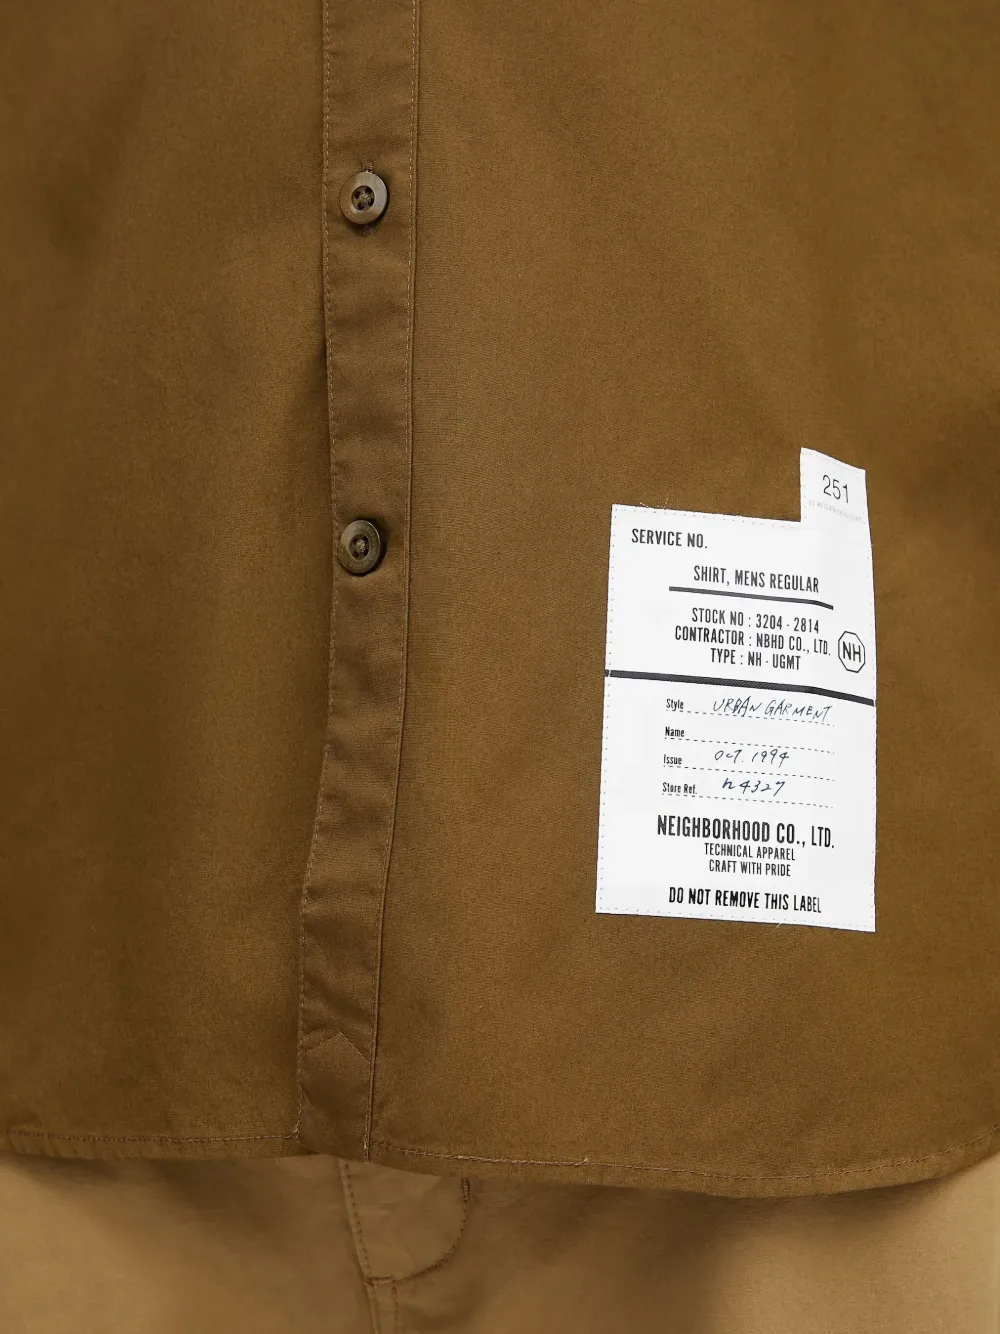 251
SERVICE NO.
SHIRT, MENS REGULAR
STOCK NO : 3204 - 2814
CONTRACTOR : NBHD CO., LTD.
TYPE : NH - UGMT
NH
Style URBAN GARMENT
Name
Issue OCT. 1994
Store Ref. n4327
NEIGHBORHOOD CO., LTD.
TECHNICAL APPAREL
CRAFT WITH PRIDE
DO NOT REMOVE THIS LABEL